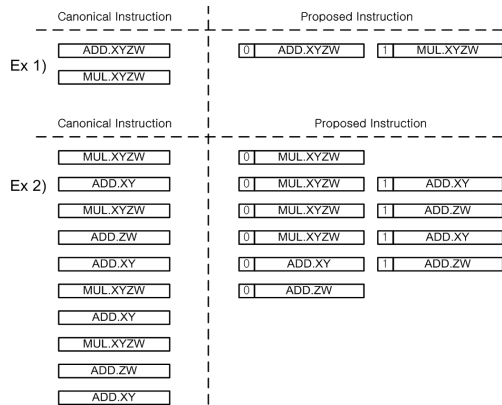 Canonical Instruction Proposed Instruction
Ex 1)
ADD.XYZW 0 ADD.XYZW 1 MUL.XYZW
MUL.XYZW
Canonical Instruction Proposed Instruction
Ex 2)
MUL.XYZW 0 MUL.XYZW
ADD.XY 0 MUL.XYZW 1 ADD.XY
MUL.XYZW 0 MUL.XYZW 1 ADD.ZW
ADD.ZW 0 MUL.XYZW 1 ADD.XY
ADD.XY 0 ADD.XY 1 ADD.ZW
MUL.XYZW 0 ADD.ZW
ADD.XY
MUL.XYZW
ADD.ZW
ADD.XY